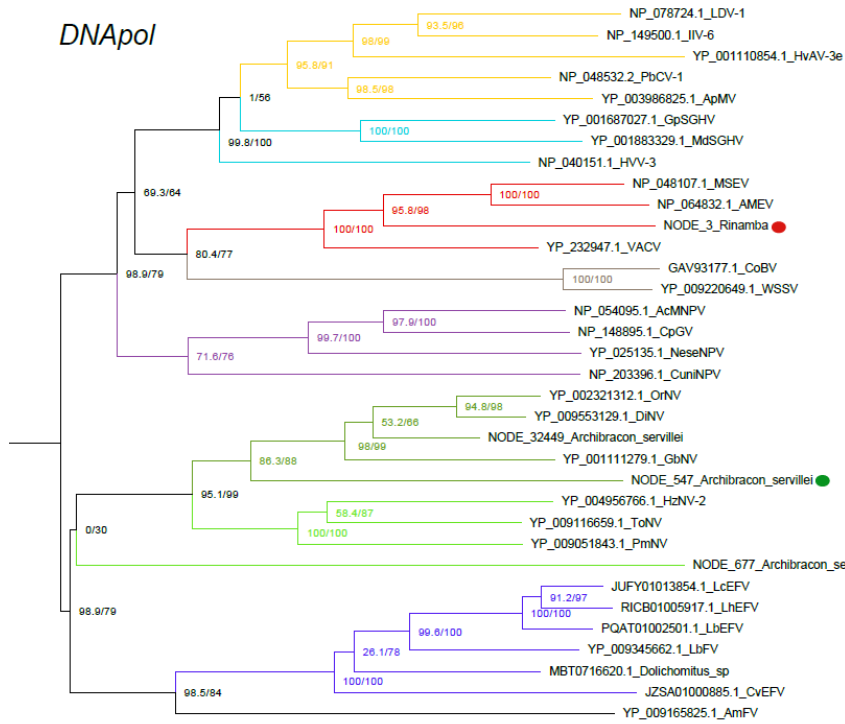 DNApol
NP_078724.1_LDV-1
93.5/96
NP_149500.1_IIV-6
98/99
YP_001110854.1_HvAV-3e
95.8/91
NP_048532.2_PbCV-1
98.5/98
YP_003986825.1_ApMV
1/56
YP_001687027.1_GpSGHV
100/100
YP_001883329.1_MdSGHV
99.8/100
NP_040151.1_HVV-3
NP_048107.1_MSEV
69.3/64
100/100
NP_064832.1_AMEV
95.8/98
NODE_3_Rinamba
100/100
YP_232947.1_VACV
80.4/77
GAV93177.1_CoBV
98.9/79
100/100
YP_009220649.1_WSSV
NP_054095.1_AcMNPV
97.9/100
NP_148895.1_CpGV
99.7/100
YP_025135.1_NeseNPV
71.6/76
NP_203396.1_CuniNPV
YP_002321312.1_OrNV
94.8/98
YP_009553129.1_DiNV
53.2/66
NODE_32449_Archibracon_servillei
98/99
YP_001111279.1_GbNV
86.3/88
NODE_547_Archibracon_servillei
95.1/99
YP_004956766.1_HzNV-2
58.4/87
YP_009116659.1_ToNV
0/30
100/100
YP_009051843.1_PmNV
NODE_677_Archibracon_se
JUFY01013854.1_LcEFV
91.2/97
RICB01005917.1_LhEFV
98.9/79
100/100
PQAT01002501.1_LbEFV
99.6/100
YP_009345662.1_LbFV
26.1/78
MBT0716620.1_Dolichomitus_sp
100/100
JZSA01000885.1_CvEFV
98.5/84
YP_009165825.1_AmFV